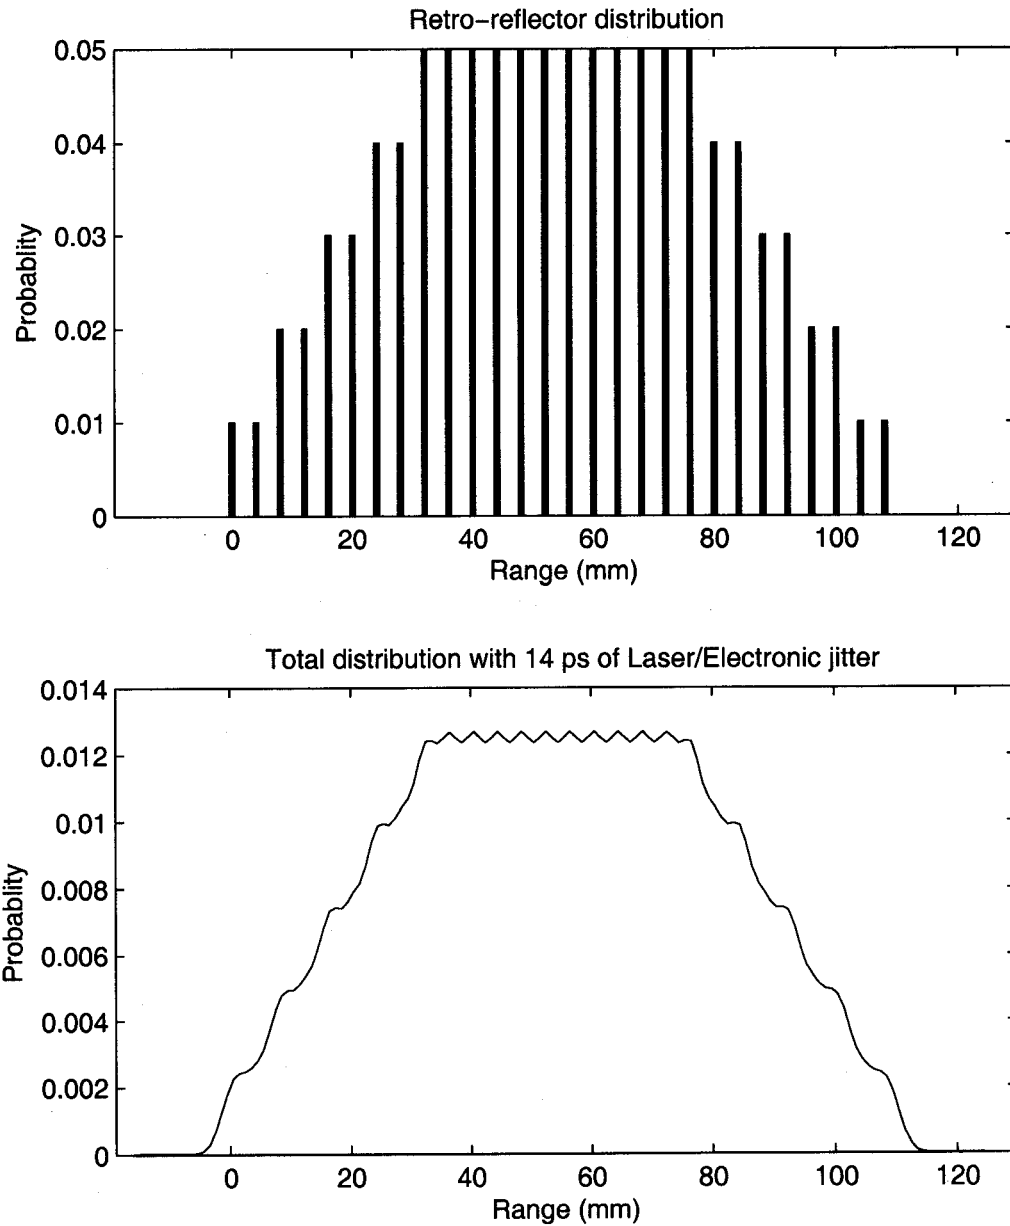 Retro-reflector distribution
0.05
0.04
0.03
0.02
0.01
0
Probablity
0 20 40 60 80 100 120
Range (mm)
Total distribution with 14 ps of Laser/Electronic jitter
0.014
0.012
0.01
0.008
0.006
0.004
0.002
0
Probablity
0 20 40 60 80 100 120
Range (mm)